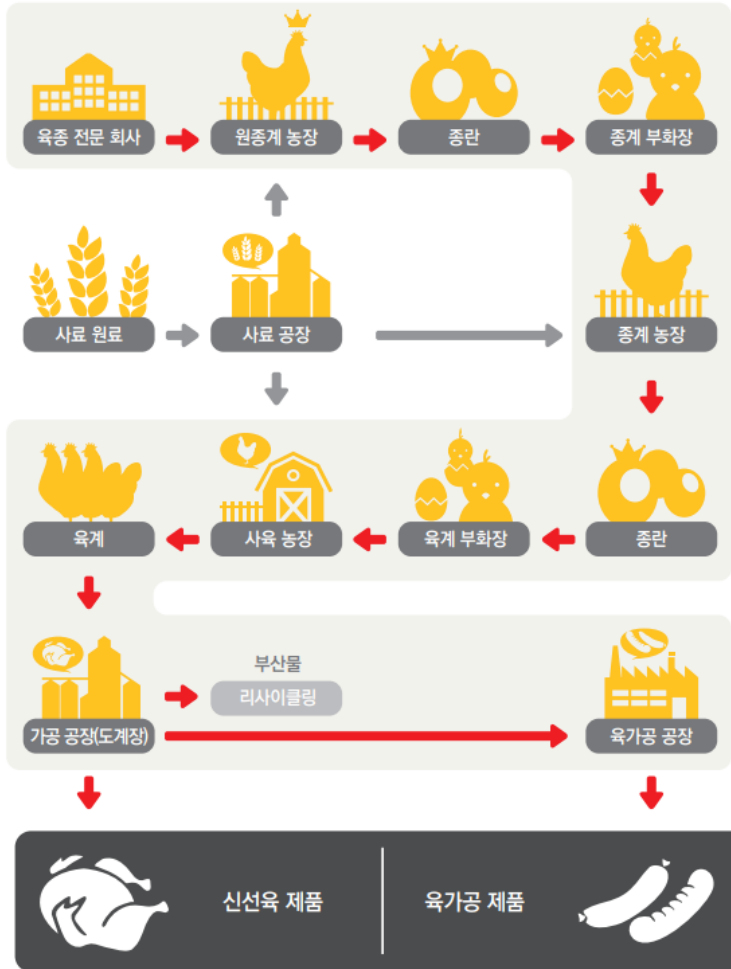 육종 전문 회사
원종계 농장
종란
종계 부화장
사료 원료
사료 공장
종계 농장
육계
사육 농장
육계 부화장
종란
부산물
리사이클링
가공 공장(도계장)
육가공 공장
신선육 제품
육가공 제품